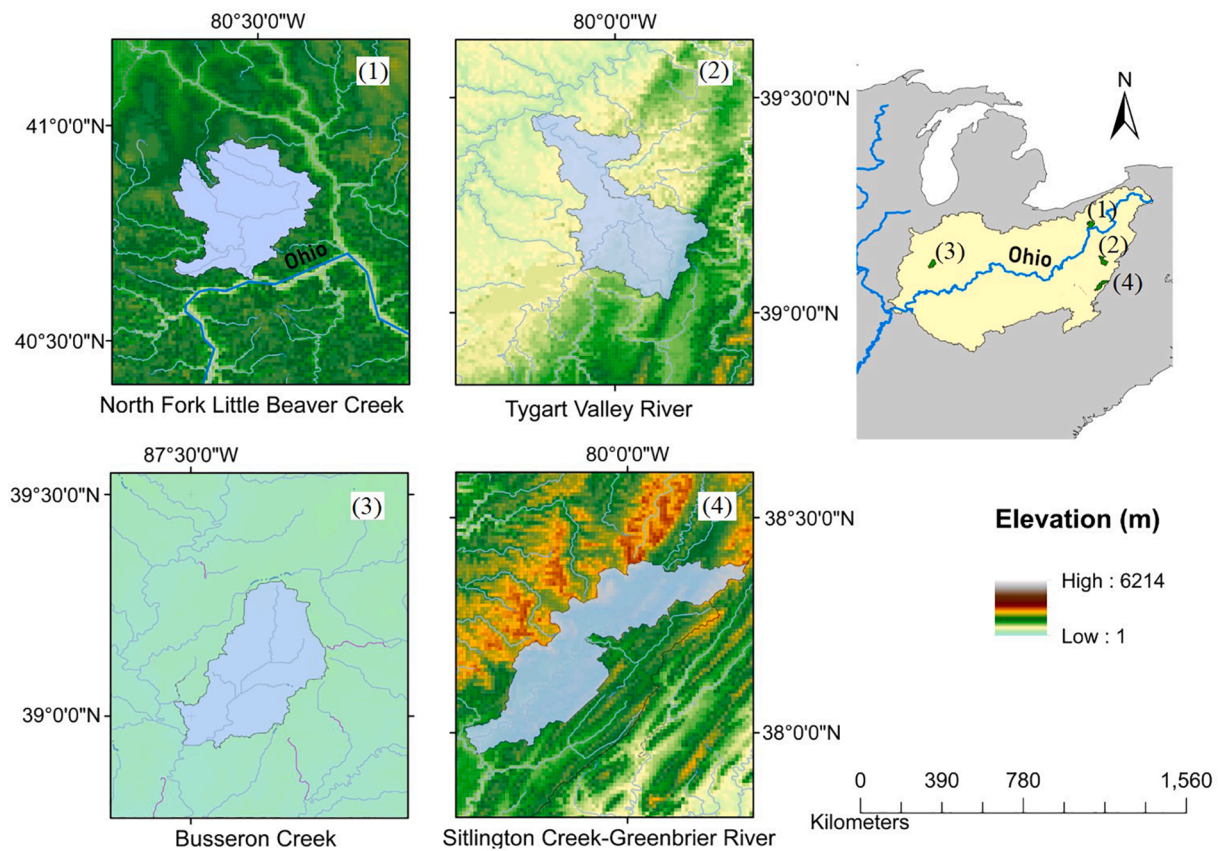 80°30'0"W
80°0'0"W
(1)
(2)
41°0'0"N
40°30'0"N
39°30'0"N
39°0'0"N
Ohio
North Fork Little Beaver Creek
Tygart Valley River
N
(1)
(2)
(3)
Ohio
(4)
87°30'0"W
80°0'0"W
(3)
(4)
39°30'0"N
39°0'0"N
38°30'0"N
38°0'0"N
Busseron Creek
Sitlington Creek-Greenbrier River
Elevation (m)
High : 6214
Low : 1
0 390 780 1,560
Kilometers